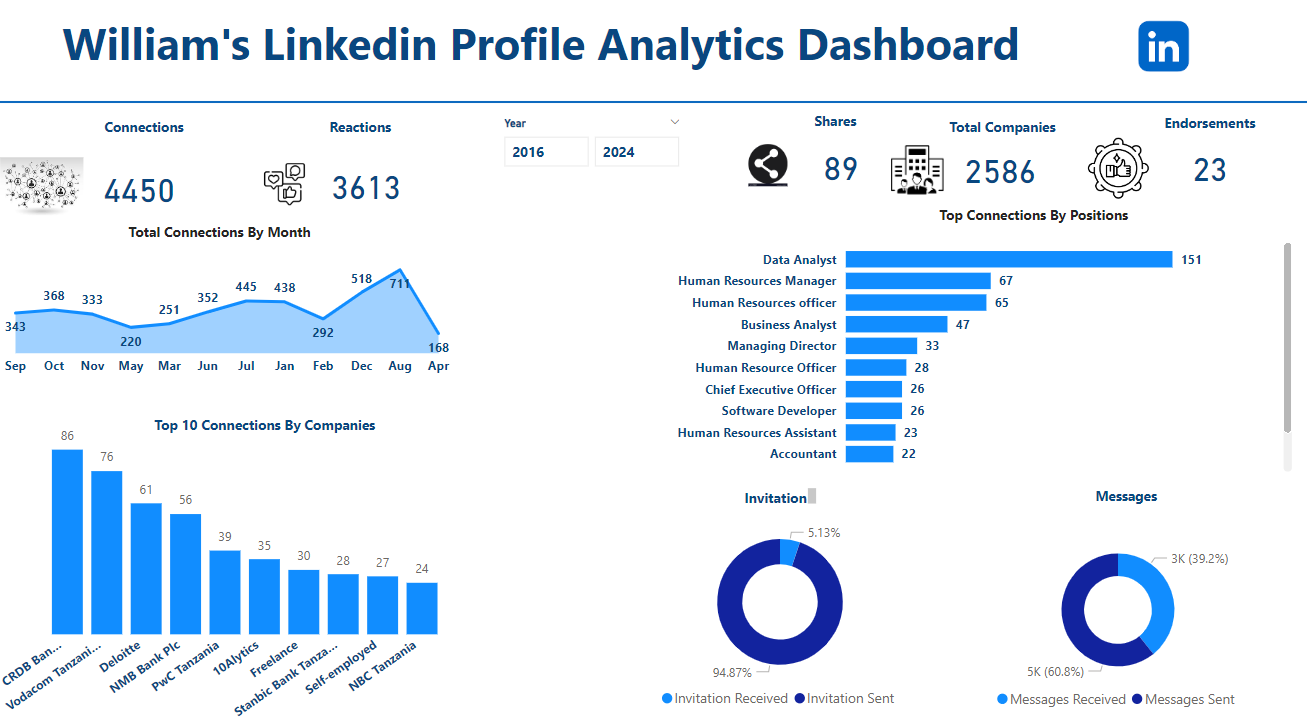 William's Linkedin Profile Analytics Dashboard
in
Connections
4450
Reactions
3613
Year
2016 2024
Shares
89
Total Companies
2586
Endorsements
23
Total Connections By Month
343 368 333 220 251 352 445 438 292 518 711 168
Sep Oct Nov May Mar Jun Jul Jan Feb Dec Aug Apr
Top Connections By Positions
Data Analyst 151
Human Resources Manager 67
Human Resources officer 65
Business Analyst 47
Managing Director 33
Human Resource Officer 28
Chief Executive Officer 26
Software Developer 26
Human Resources Assistant 23
Accountant 22
Top 10 Connections By Companies
86 76 61 56 39 35 30 28 27 24
CRDB Ban...
Vodacom Tanzani...
Deloitte
NMB Bank Plc
PwC Tanzania
10Alytics
Freelance
Stanbic Bank Tanza...
Self-employed
NBC Tanzania
Invitation
5.13%
94.87%
Invitation Received Invitation Sent
Messages
3K (39.2%)
5K (60.8%)
Messages Received Messages Sent